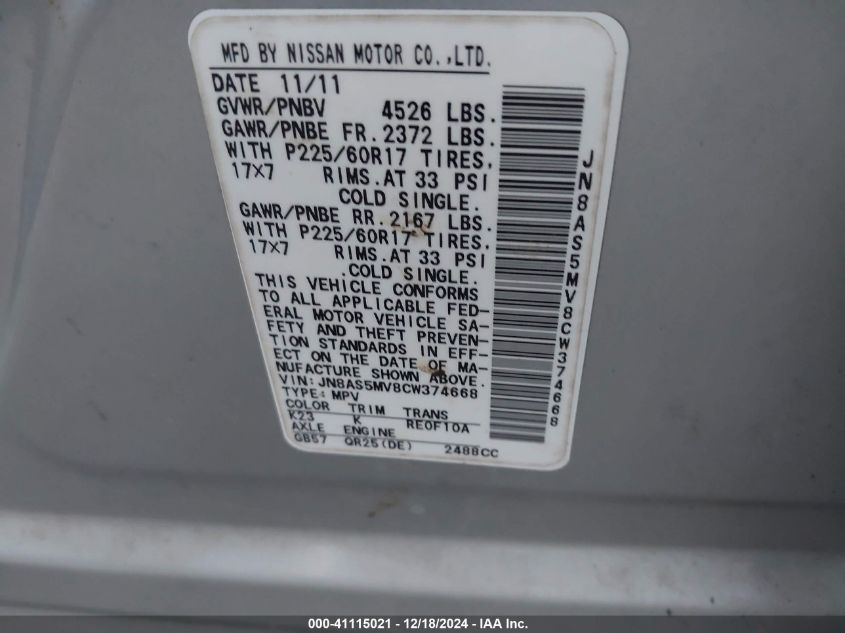 MFD BY NISSAN MOTOR CO.,LTD.
DATE 11/11
GVWR/PNBV 4526 LBS.
GAWR/PNBE FR.2372 LBS.
WITH P225/60R17 TIRES.
17X7 RIMS.AT 33 PSI
COLD SINGLE.
GAWR/PNBE RR.2167 LBS.
WITH P225/60R17 TIRES.
17X7 RIMS.AT 33 PSI
.COLD SINGLE.
THIS VEHICLE CONFORMS
TO ALL APPLICABLE FED-
ERAL MOTOR VEHICLE SA-
FETY AND THEFT PREVEN-
TION STANDARDS IN EFF-
ECT ON THE DATE OF MA-
NUFACTURE SHOWN ABOVE.
VIN: JN8AS5MV8CW374668
TYPE: MPV
COLOR TRIM TRANS
K23 K RE0F10A
AXLE ENGINE
GB57 QR25(DE) 2488CC
JN8AS5MV8CW374668
000-41115021 - 12/18/2024 - IAA Inc.